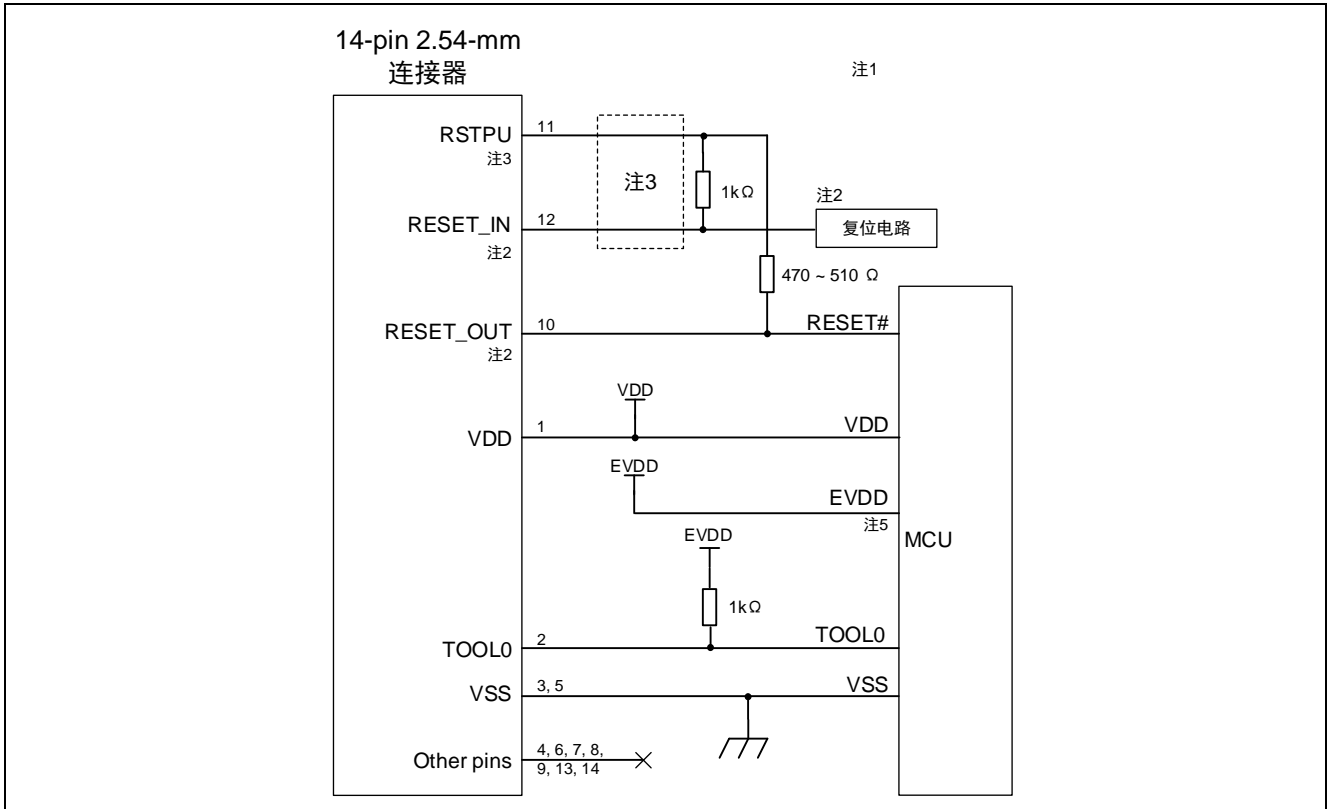 14-pin 2.54-mm
连接器
注1
RSTPU
注3
11
注3
1kΩ
RESET_IN
注2
12
注2
复位电路
470 ~ 510 Ω
RESET_OUT
注2
10
RESET#
VDD
VDD
1
VDD
EVDD
EVDD
注5
MCU
EVDD
1kΩ
TOOL0
2
TOOL0
VSS
3, 5
VSS
Other pins
4, 6, 7, 8,
9, 13, 14